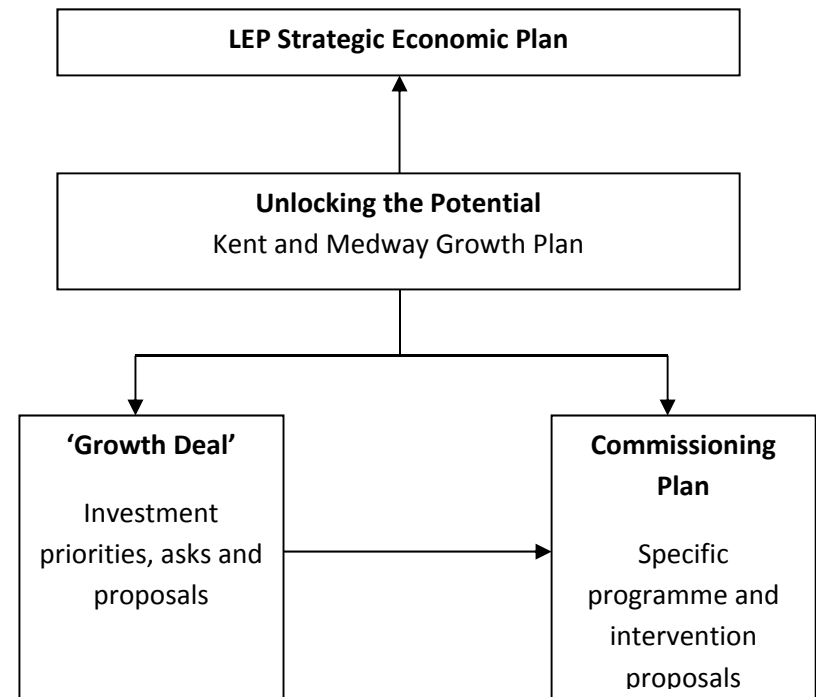 LEP Strategic Economic Plan
Unlocking the Potential
Kent and Medway Growth Plan
‘Growth Deal’
Investment
priorities, asks and
proposals
Commissioning
Plan
Specific
programme and
intervention
proposals